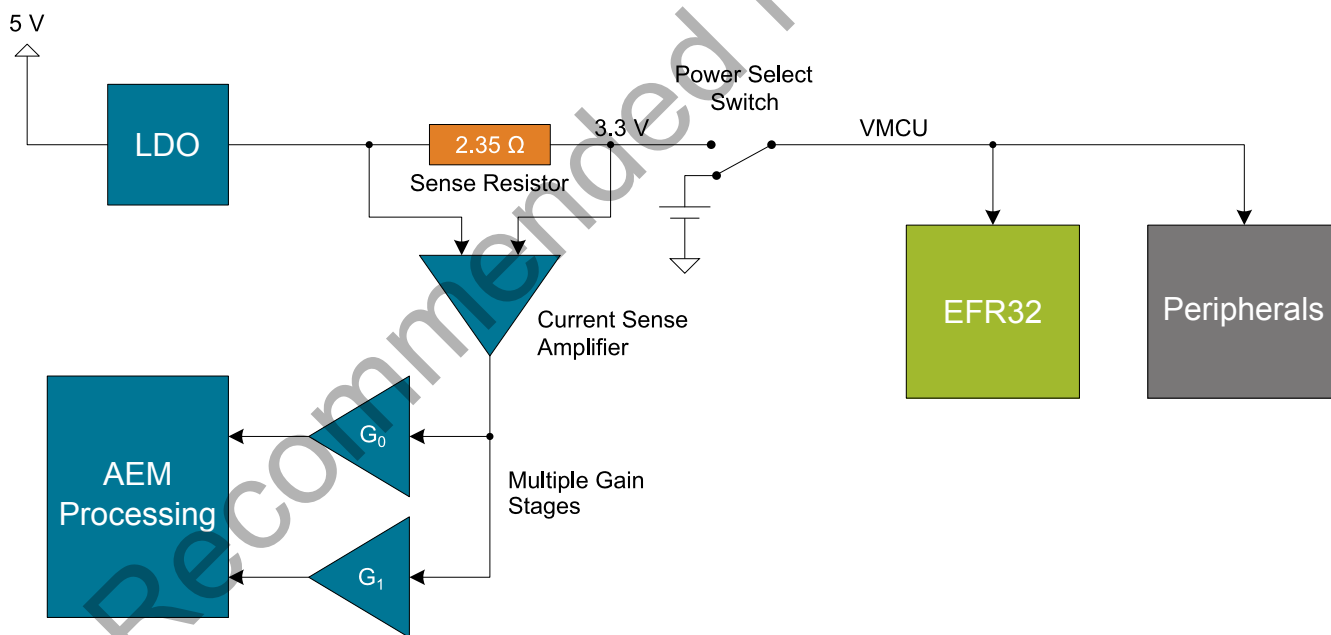 5 V
LDO
2.35 Ω
Sense Resistor
3.3 V
Power Select
Switch
VMCU
EFR32
Peripherals
Current Sense
Amplifier
G₀
Multiple Gain
Stages
G₁
AEM
Processing
Recommended